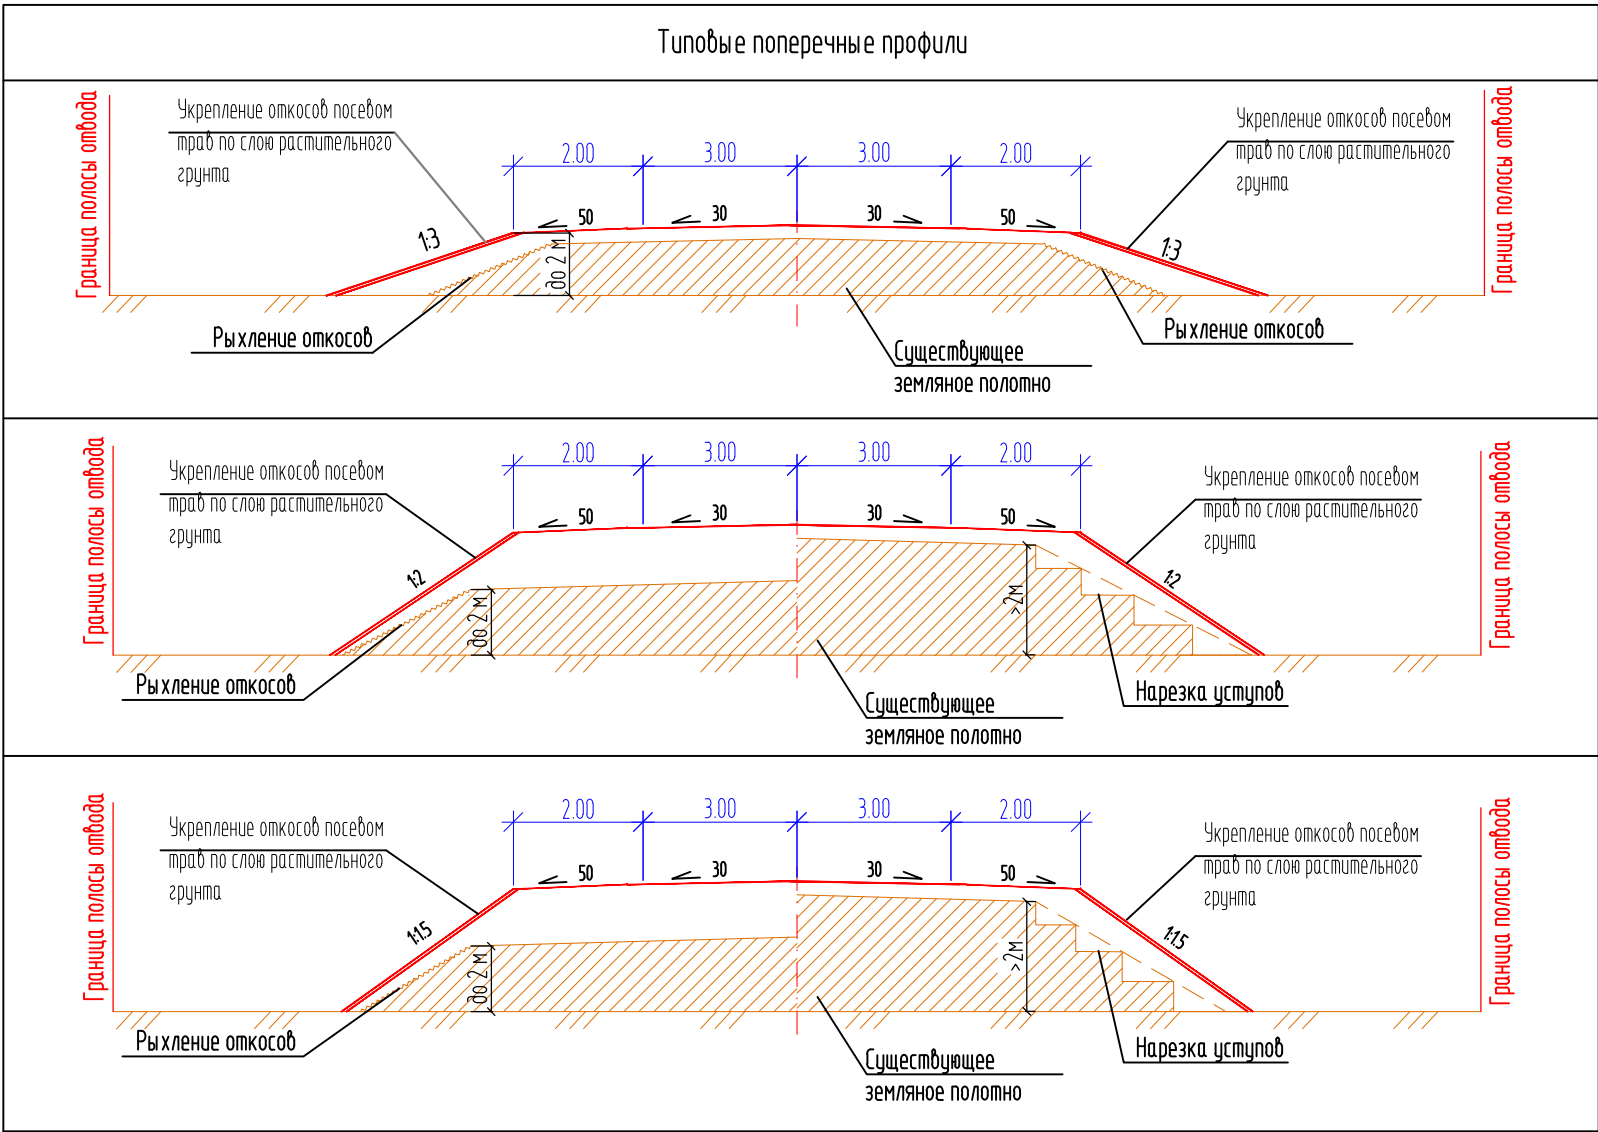 Типовые поперечные профили
Граница полосы отвода
Укрепление откосов посевом
трав по слою растительного
грунта
2.00
3.00
3.00
2.00
Укрепление откосов посевом
трав по слою растительного
грунта
Граница полосы отвода
50
30
30
50
1:3
до 2 м
1:3
Рыхление откосов
Существующее
земляное полотно
Рыхление откосов
Граница полосы отвода
Укрепление откосов посевом
трав по слою растительного
грунта
2.00
3.00
3.00
2.00
Укрепление откосов посевом
трав по слою растительного
грунта
Граница полосы отвода
50
30
30
50
1:2
до 2 м
>2м
1:2
Рыхление откосов
Существующее
земляное полотно
Нарезка уступов
Граница полосы отвода
Укрепление откосов посевом
трав по слою растительного
грунта
2.00
3.00
3.00
2.00
Укрепление откосов посевом
трав по слою растительного
грунта
Граница полосы отвода
50
30
30
50
1:1.5
до 2 м
>2м
1:1.5
Рыхление откосов
Существующее
земляное полотно
Нарезка уступов